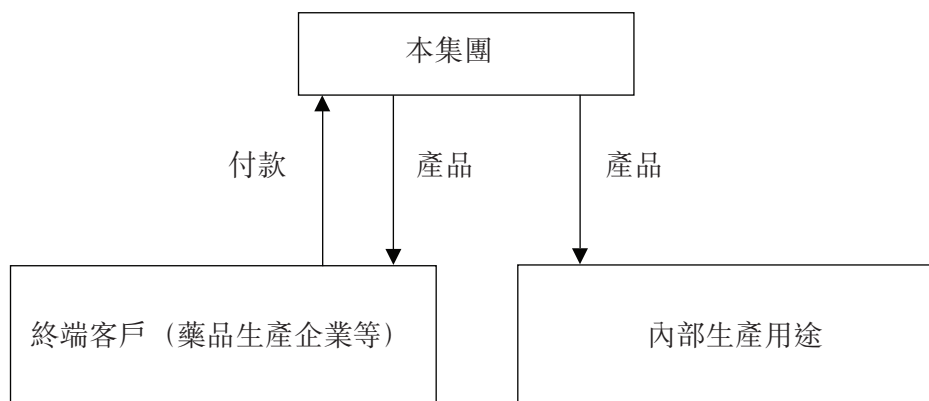 本集團
付款
產品
產品
終端客戶（藥品生產企業等）
內部生產用途